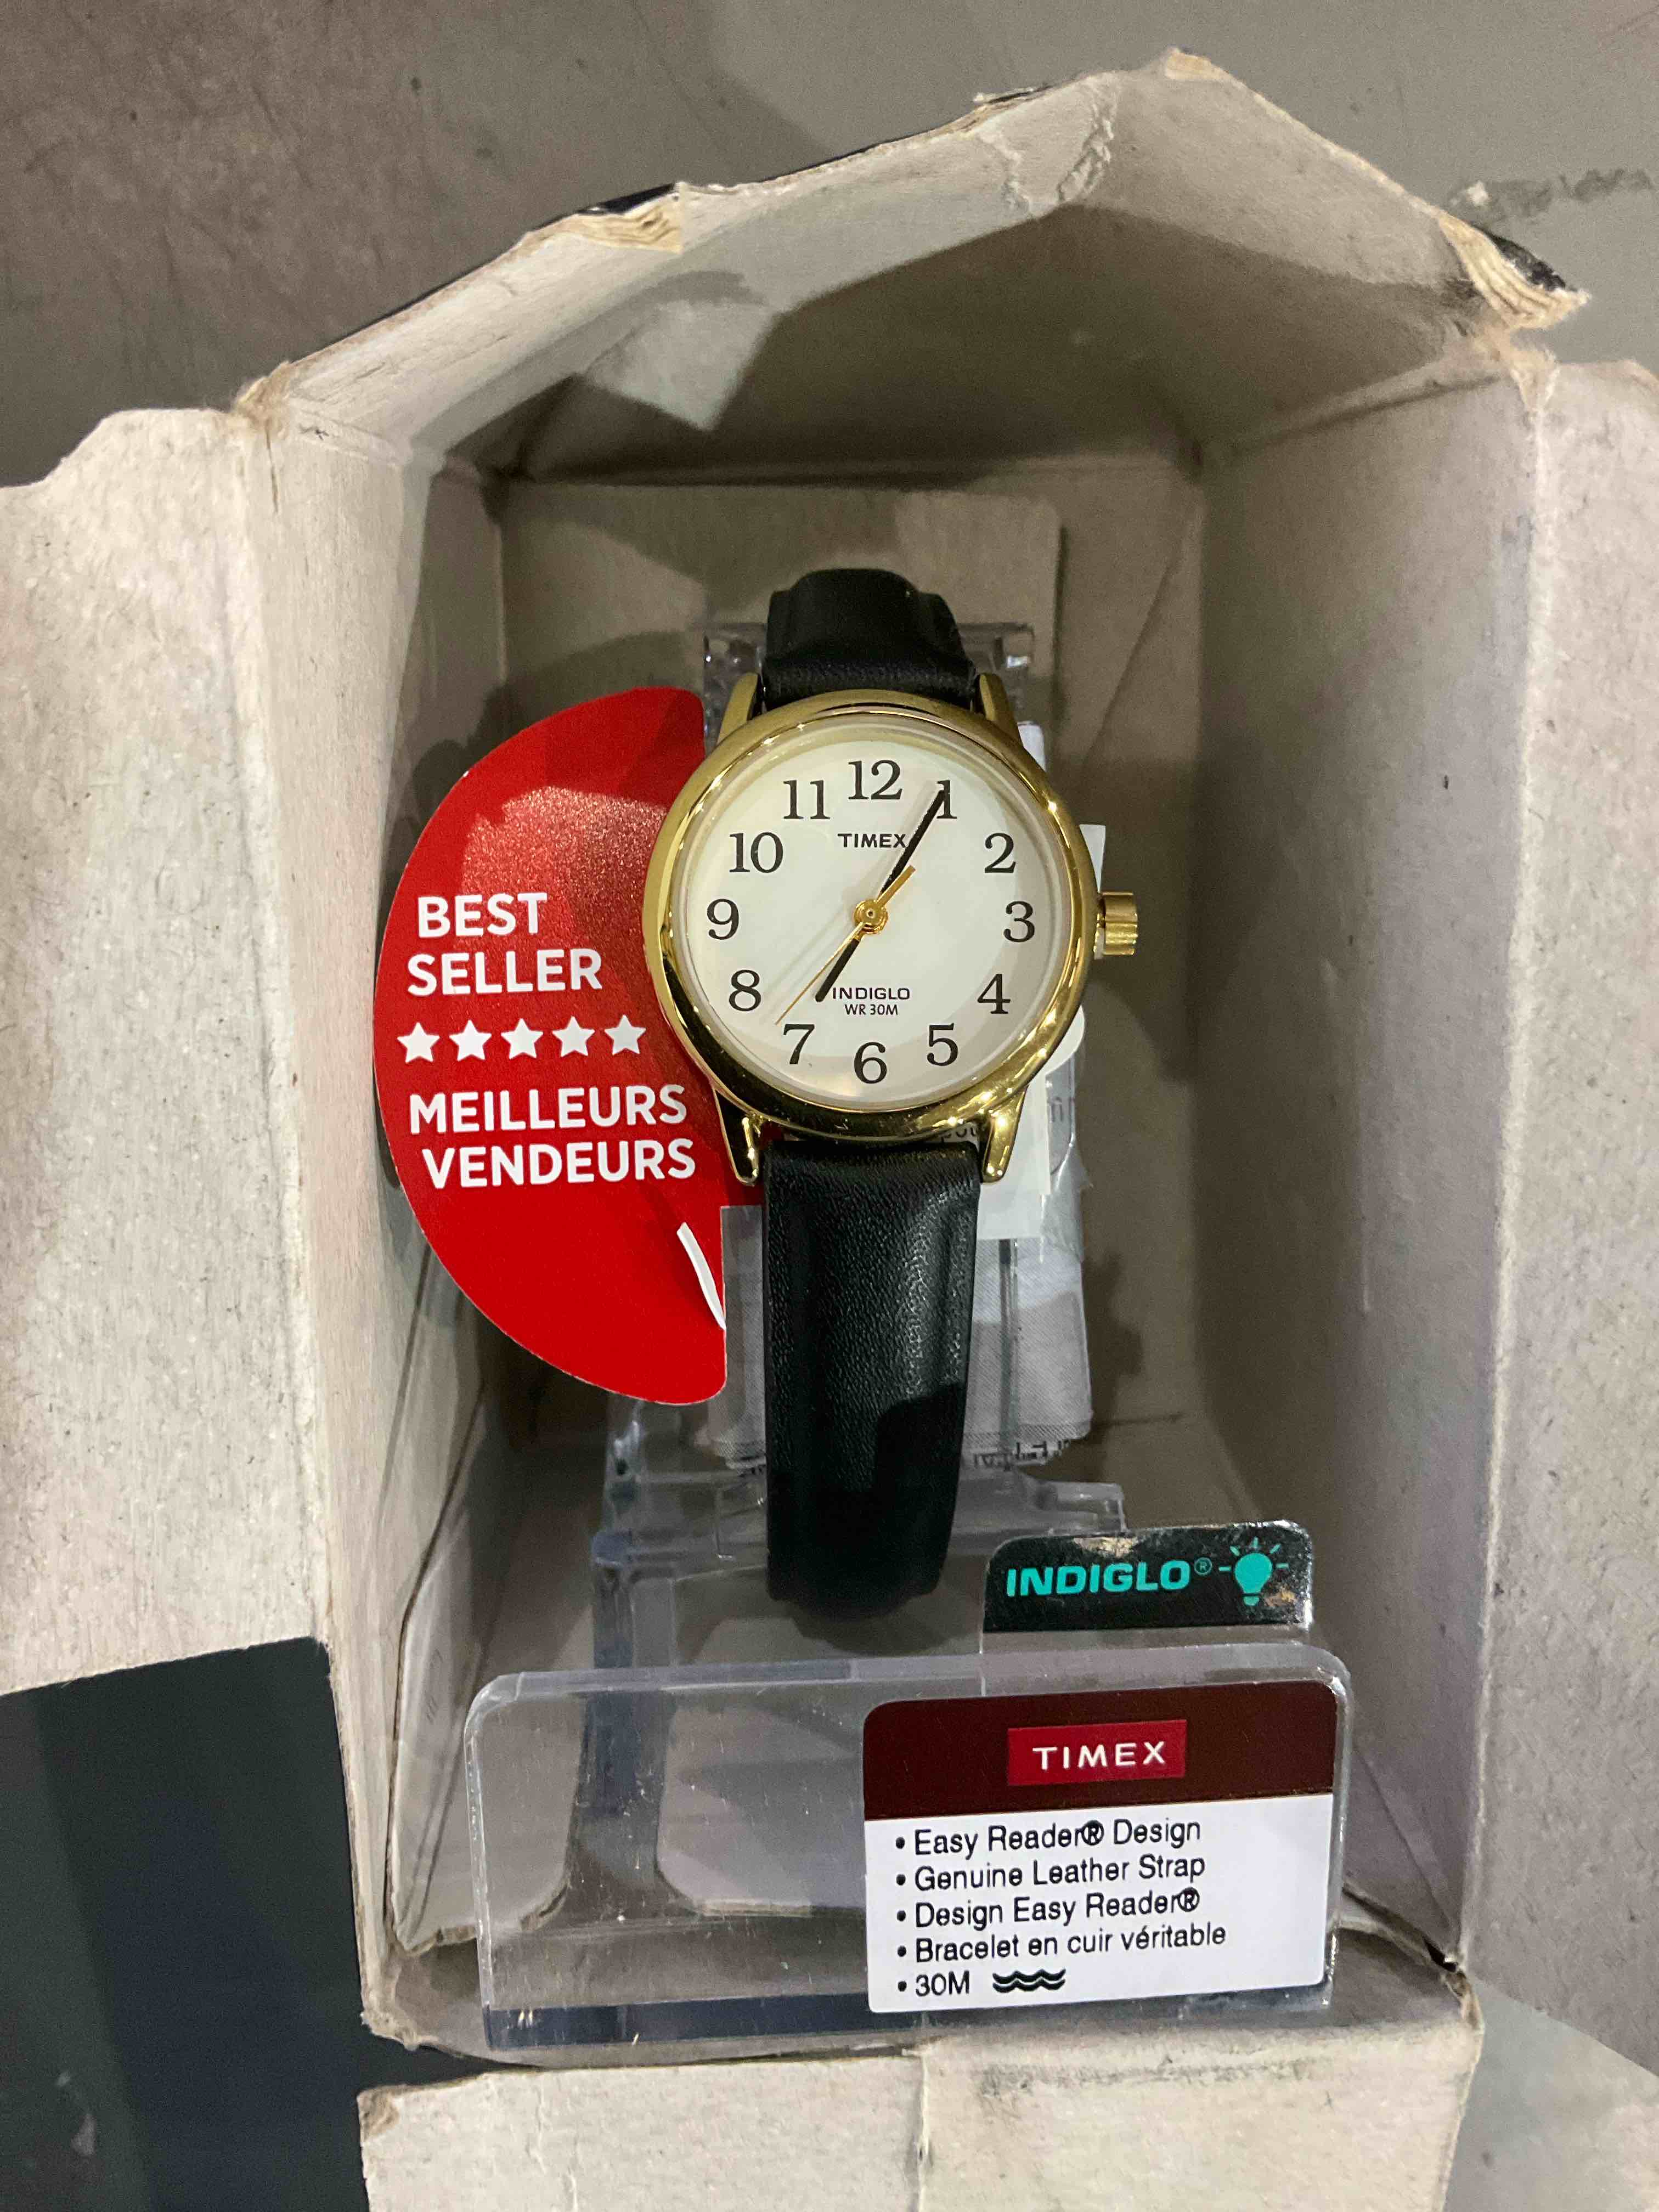 12
11
1
TIMEX
10
2
9
3
8
INDIGLO
4
WR 30M
7
5
6
BEST
SELLER
MEILLEURS
VENDEURS
INDIGLO®
TIMEX
• Easy Reader® Design
• Genuine Leather Strap
• Design Easy Reader®
• Bracelet en cuir véritable
• 30M